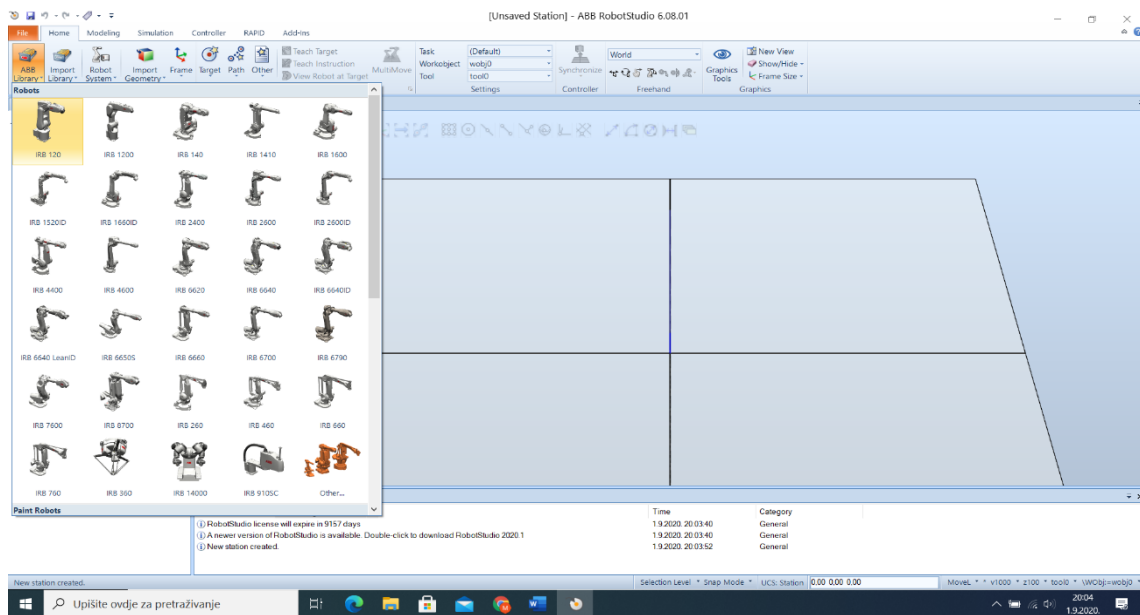 [Unsaved Station] - ABB RobotStudio 6.08.01
File Home Modeling Simulation Controller RAPID Add-Ins
ABB Library Import Library Robot System Import Geometry Frame Target Path Other
Teach Target
Teach Instruction
View Robot at Target
MultiMove
Task (Default)
Workobject wobj0
Tool tool0
Settings
Synchronize
Controller
World
Freehand
Graphics Tools
New View
Show/Hide
Frame Size
Graphics
Robots
IRB 120 IRB 1200 IRB 140 IRB 1410 IRB 1600
IRB 1520ID IRB 1660ID IRB 2400 IRB 2600 IRB 2600ID
IRB 4400 IRB 4600 IRB 6620 IRB 6640 IRB 6640ID
IRB 6640 LeanID IRB 6650S IRB 6660 IRB 6700 IRB 6790
IRB 7600 IRB 8700 IRB 260 IRB 460 IRB 660
IRB 760 IRB 360 IRB 14000 IRB 910SC Other...
Paint Robots
Time Category
RobotStudio license will expire in 9157 days 1.9.2020. 20:03:40 General
A newer version of RobotStudio is available. Double-click to download RobotStudio 2020.1 1.9.2020. 20:03:40 General
New station created. 1.9.2020. 20:03:52 General
New station created. Selection Level Snap Mode UCS: Station 0.00 0.00 0.00 MoveL * v1000 * z100 * tool0 * \WObj:=wobj0
Upišite ovdje za pretraživanje
20:04
1.9.2020.